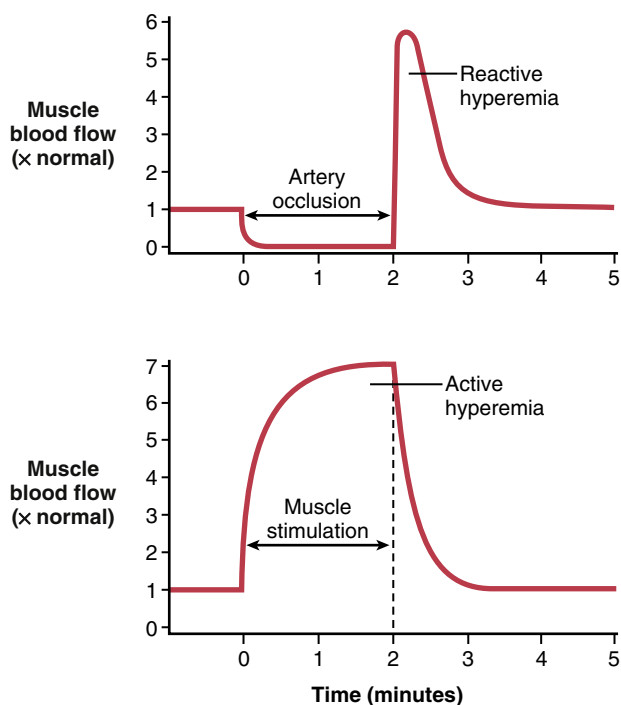 6
5
4
3
2
1
0
Muscle
blood flow
(× normal)
Reactive
hyperemia
Artery
occlusion
0 1 2 3 4 5
7
6
5
4
3
2
1
0
Muscle
blood flow
(× normal)
Active
hyperemia
Muscle
stimulation
0 1 2 3 4 5
Time (minutes)